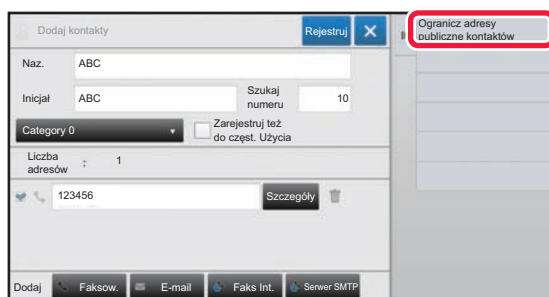 Dodaj kontakty
Rejestruj
Ogranicz adresy
publiczne kontaktów
Naz.
ABC
Inicjał
ABC
Szukaj
numeru
10
Category 0
Zarejestruj też
do częst. Użycia
Liczba
adresów
:
1
123456
Szczegóły
Dodaj
Faksow.
E-mail
Faks Int.
Serwer SMTP